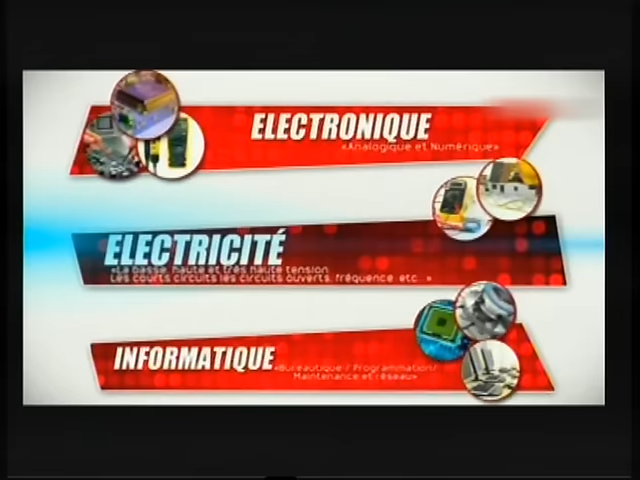 ELECTRONIQUE
«Analogique et Numérique»
ELECTRICITÉ
«La basse, haute et très haute tension
Les courts circuits les circuits ouverts, fréquence etc... »
INFORMATIQUE
«Bureautique / Programmation/
Maintenance et réseau»